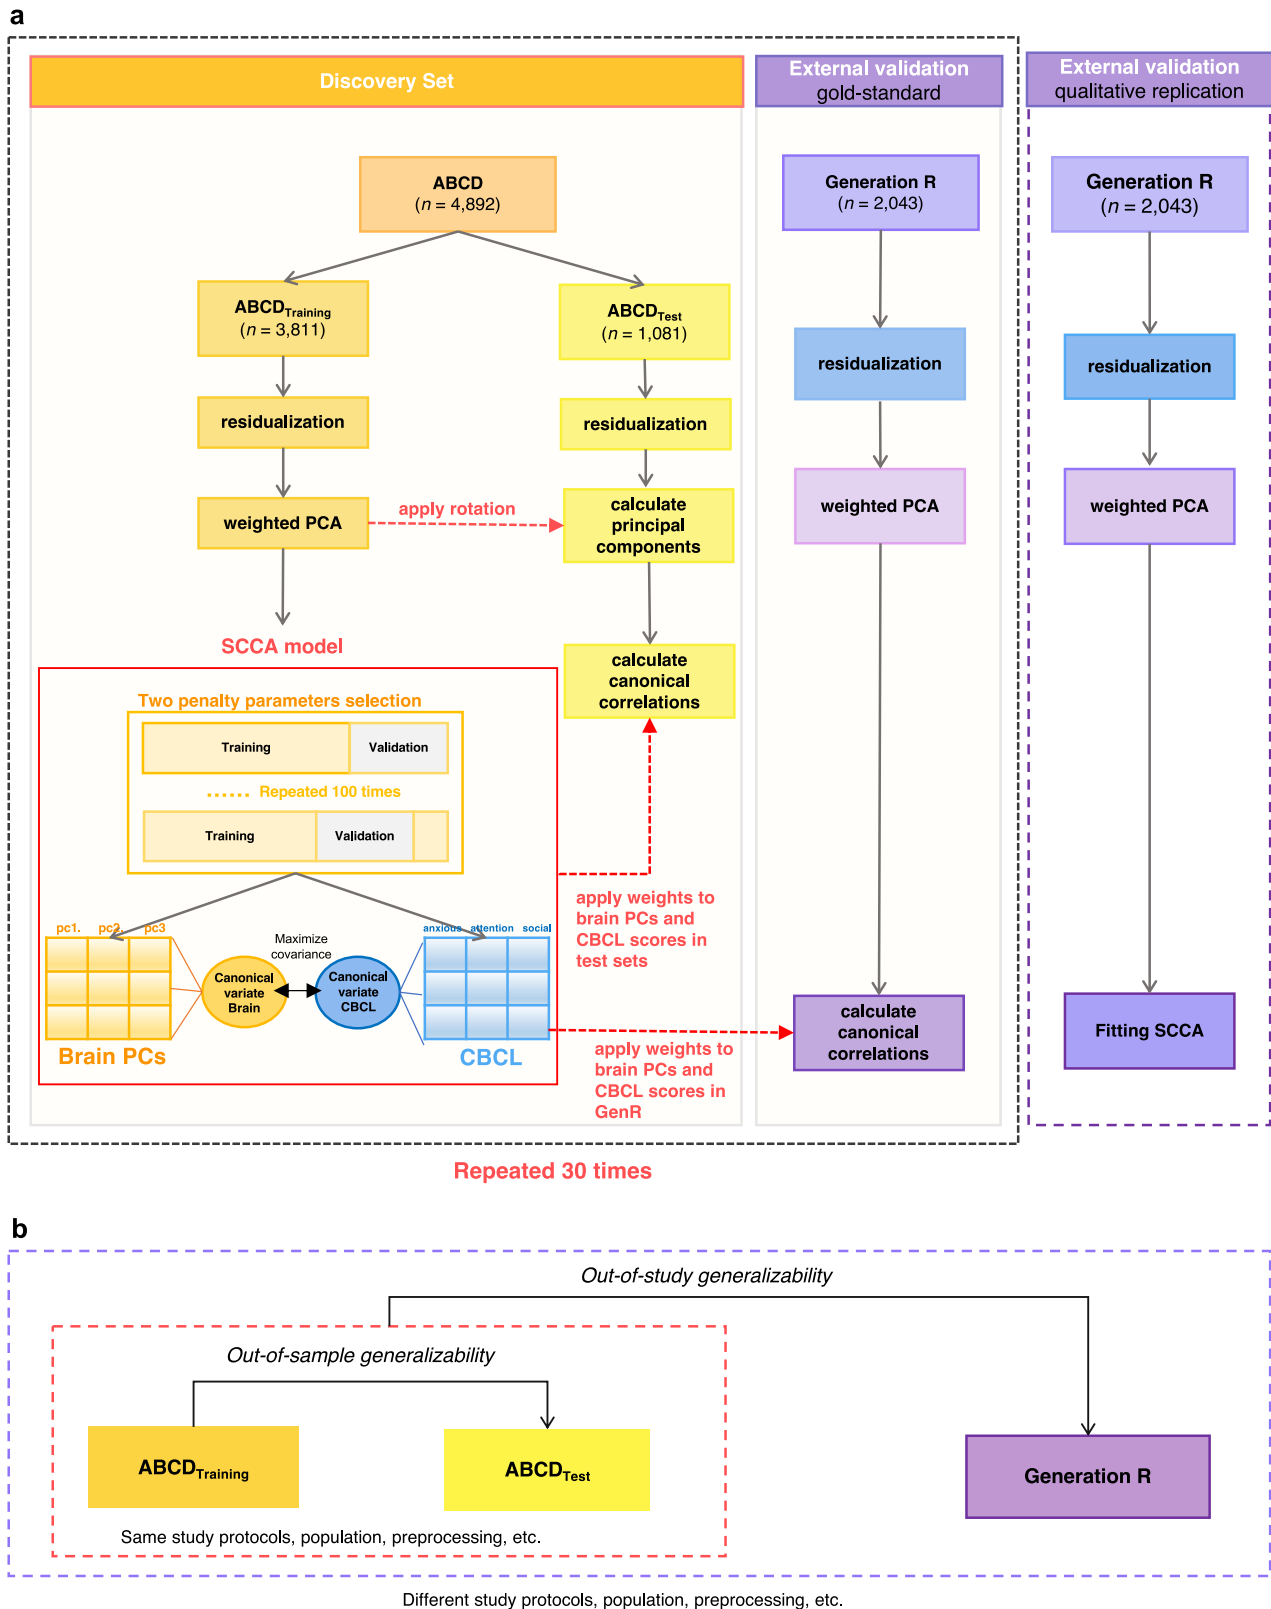 a
Discovery Set
External validation
gold-standard
External validation
qualitative replication
ABCD
(n = 4,892)
Generation R
(n = 2,043)
Generation R
(n = 2,043)
ABCDTraining
(n = 3,811)
ABCDTest
(n = 1,081)
residualization
residualization
residualization
residualization
weighted PCA
apply rotation
calculate
principal
components
weighted PCA
weighted PCA
SCCA model
calculate
canonical
correlations
Two penalty parameters selection
Training
Validation
...... Repeated 100 times
Training
Validation
apply weights to
brain PCs and
CBCL scores in
test sets
pc1.
pc2.
pc3
Maximize
covariance
anxious
attention
social
Canonical
variate
Brain
Canonical
variate
CBCL
Brain PCs
CBCL
apply weights to
brain PCs and
CBCL scores in
GenR
calculate
canonical
correlations
Fitting SCCA
Repeated 30 times
b
Out-of-study generalizability
Out-of-sample generalizability
ABCDTraining
ABCDTest
Generation R
Same study protocols, population, preprocessing, etc.
Different study protocols, population, preprocessing, etc.